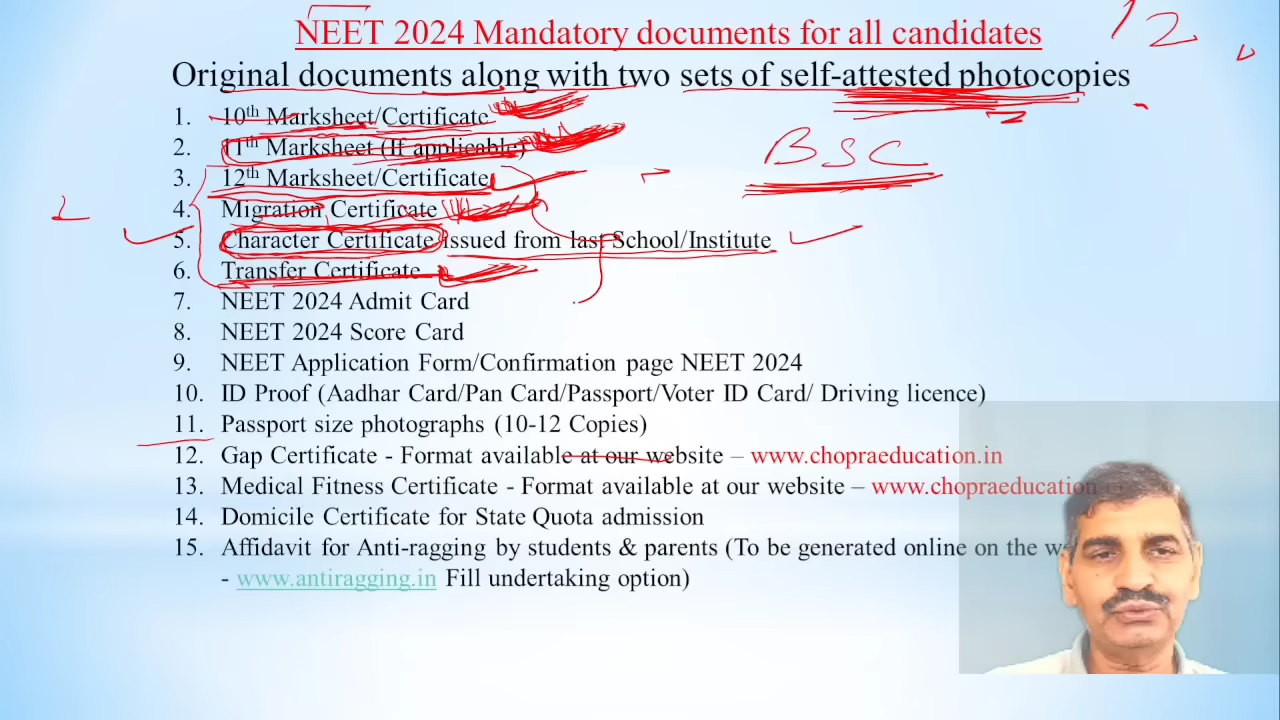 NEET 2024 Mandatory documents for all candidates
12
Original documents along with two sets of self-attested photocopies
1. 10th Marksheet/Certificate
2. 11th Marksheet (If applicable)
BSC
3. 12th Marksheet/Certificate
4. Migration Certificate
5. Character Certificate issued from last School/Institute
6. Transfer Certificate
7. NEET 2024 Admit Card
8. NEET 2024 Score Card
9. NEET Application Form/Confirmation page NEET 2024
10. ID Proof (Aadhar Card/Pan Card/Passport/Voter ID Card/ Driving licence)
11. Passport size photographs (10-12 Copies)
12. Gap Certificate - Format available at our website – www.chopraeducation.in
13. Medical Fitness Certificate - Format available at our website – www.chopraeducation
14. Domicile Certificate for State Quota admission
15. Affidavit for Anti-ragging by students & parents (To be generated online on the
- www.antiragging.in Fill undertaking option)